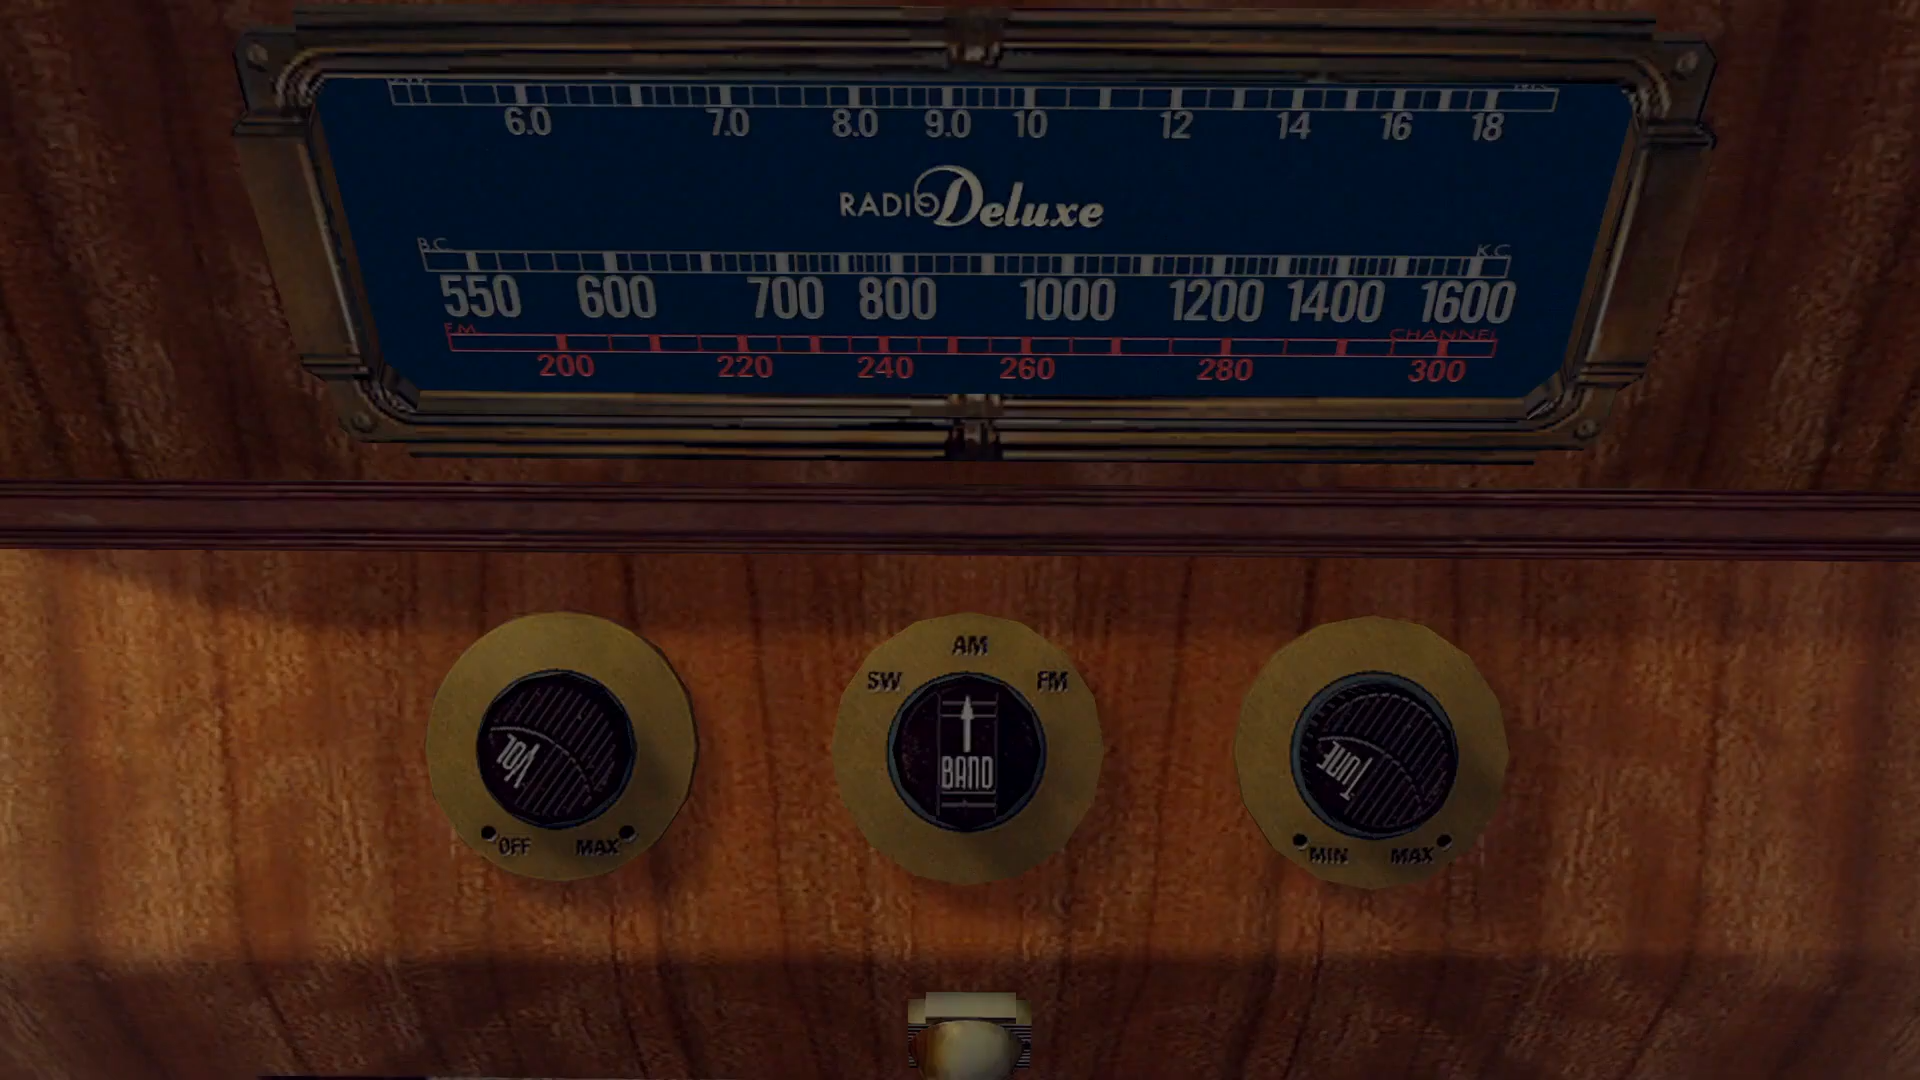 6.0 7.0 8.0 9.0 10 12 14 16 18
RADIO Deluxe
B.C. K.C.
550 600 700 800 1000 1200 1400 1600
FM CHANNEL
200 220 240 260 280 300
VOL
OFF MAX
AM
SW FM
BAND
TUNE
MIN MAX